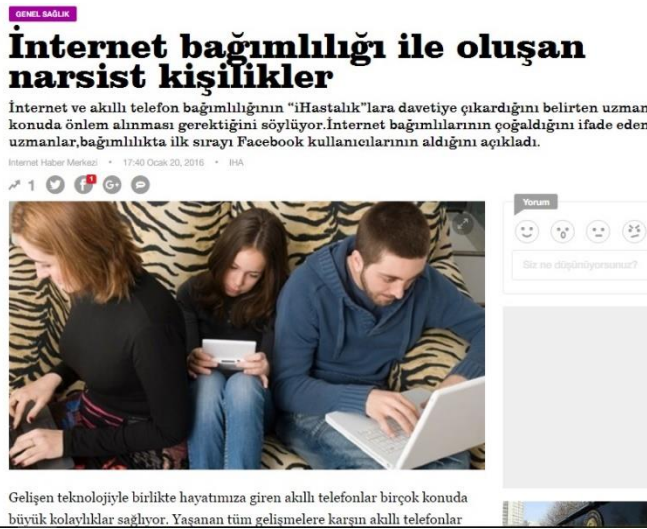 GENEL SAĞLIK
İnternet bağımlılığı ile oluşan
narsist kişilikler
İnternet ve akıllı telefon bağımlılığının “iHastalık”lara davetiye çıkardığını belirten uzman
konuda önlem alınması gerektiğini söylüyor.İnternet bağımlılarının çoğaldığını ifade eden
uzmanlar,bağımlılıkta ilk sırayı Facebook kullanıcılarının aldığını açıkladı.
Internet Haber Merkezi • 17:40 Ocak 20, 2016 • IHA
1
1
G+
Yorum
Siz ne düşünüyorsunuz?
Gelişen teknolojiyle birlikte hayatımıza giren akıllı telefonlar birçok konuda
büyük kolaylıklar sağlıyor. Yaşanan tüm gelişmelere karşın akıllı telefonlar